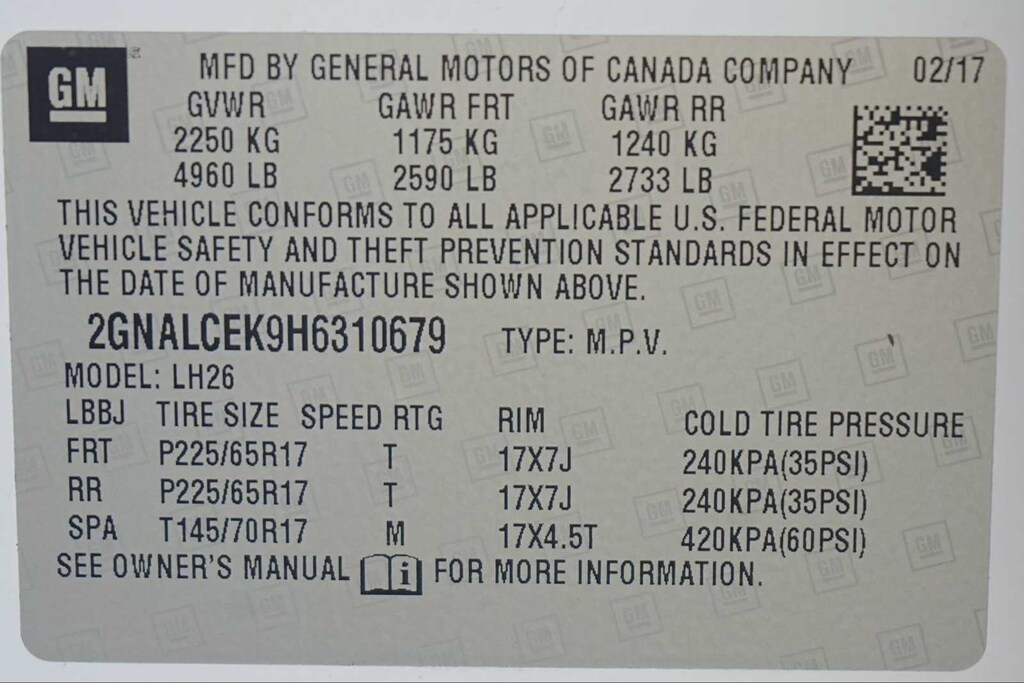 GM MFD BY GENERAL MOTORS OF CANADA COMPANY 02/17
GVWR GAWR FRT GAWR RR
2250 KG 1175 KG 1240 KG
4960 LB 2590 LB 2733 LB
THIS VEHICLE CONFORMS TO ALL APPLICABLE U.S. FEDERAL MOTOR
VEHICLE SAFETY AND THEFT PREVENTION STANDARDS IN EFFECT ON
THE DATE OF MANUFACTURE SHOWN ABOVE.
2GNALCEK9H6310679 TYPE: M.P.V.
MODEL: LH26
LBBJ TIRE SIZE SPEED RTG RIM COLD TIRE PRESSURE
FRT P225/65R17 T 17X7J 240KPA(35PSI)
RR P225/65R17 T 17X7J 240KPA(35PSI)
SPA T145/70R17 M 17X4.5T 420KPA(60PSI)
SEE OWNER'S MANUAL i FOR MORE INFORMATION.